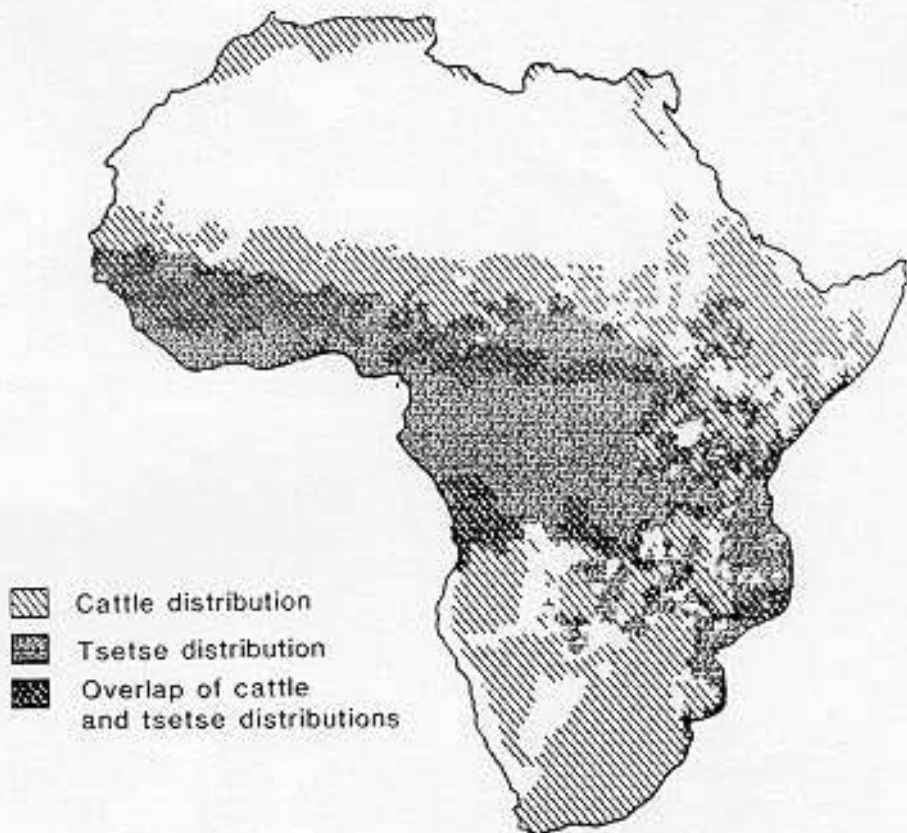 Cattle distribution
Tsetse distribution
Overlap of cattle
and tsetse distributions